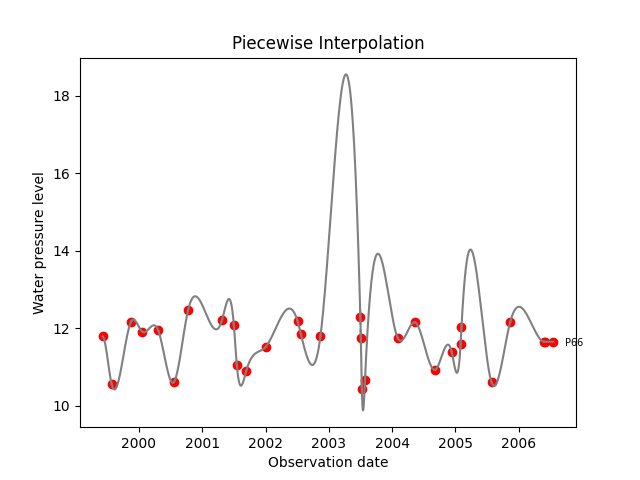 Piecewise Interpolation
Water pressure level
18
16
14
12
10
P66
2000 2001 2002 2003 2004 2005 2006
Observation date